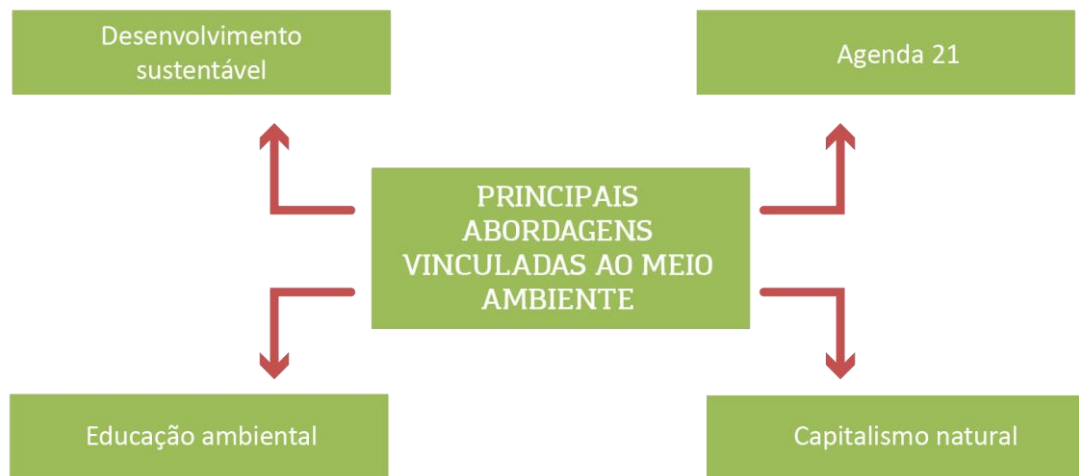 Desenvolvimento
sustentável
Agenda 21
PRINCIPAIS
ABORDAGENS
VINCULADAS AO MEIO
AMBIENTE
Educação ambiental
Capitalismo natural